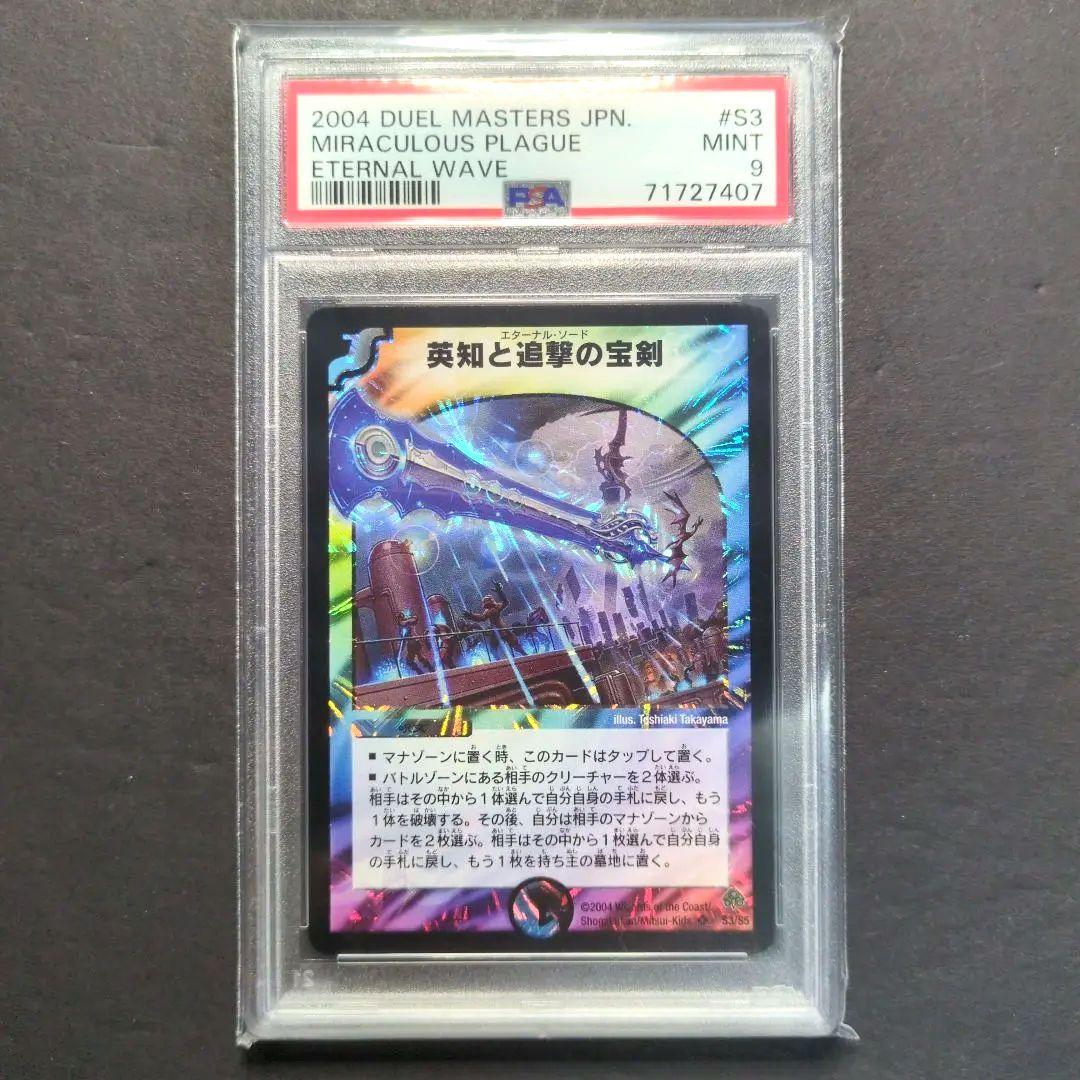 2004 DUEL MASTERS JPN. #S3
MIRACULOUS PLAGUE MINT
ETERNAL WAVE 9
PSA 71727407
エターナル・ソード
英知と追撃の宝剣
illus. Toshiaki Takayama
■ マナゾーンに置く時、このカードはタップして置く。
■ バトルゾーンにある相手のクリーチャーを2体選ぶ。
相手はその中から1体選んで自分自身の手札に戻し、もう
1体を破壊する。その後、自分は相手のマナゾーンから
カードを2枚選ぶ。相手はその中から1枚選んで自分自身
の手札に戻し、もう1枚を持ち主の墓地に置く。
©2004 Wizards of the Coast/
Shogakukan/Mitsui-Kids S3/S5